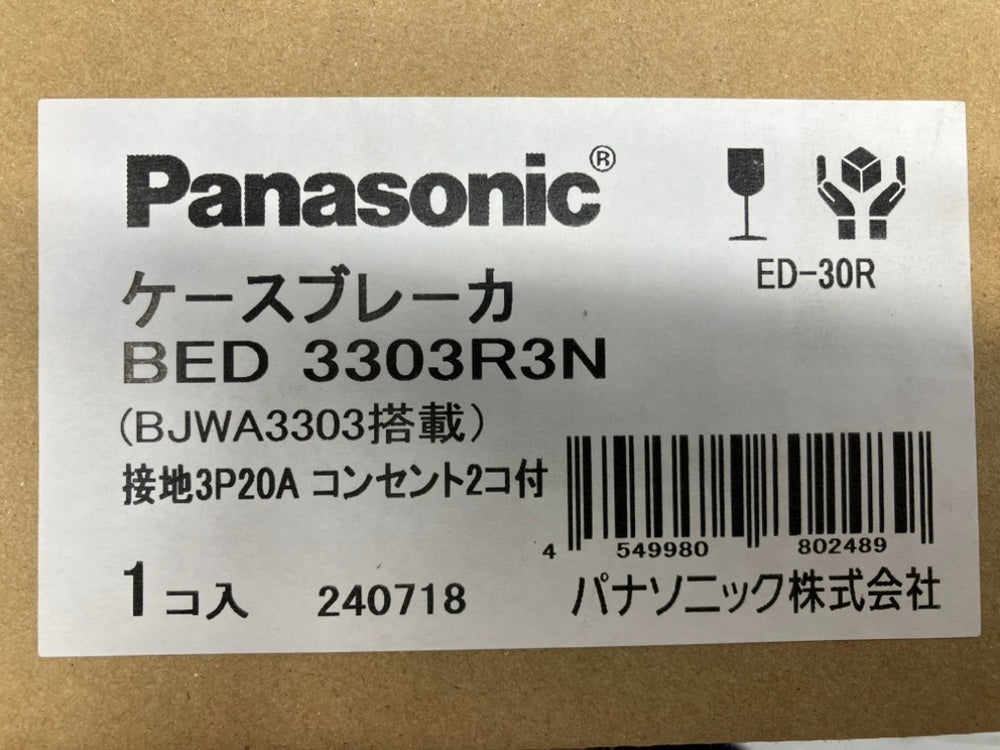 Panasonic®
ED-30R
ケースブレーカ
BED 3303R3N
(BJWA3303搭載)
接地3P20A コンセント2コ付
4 549980 802489
1コ入 240718 パナソニック株式会社